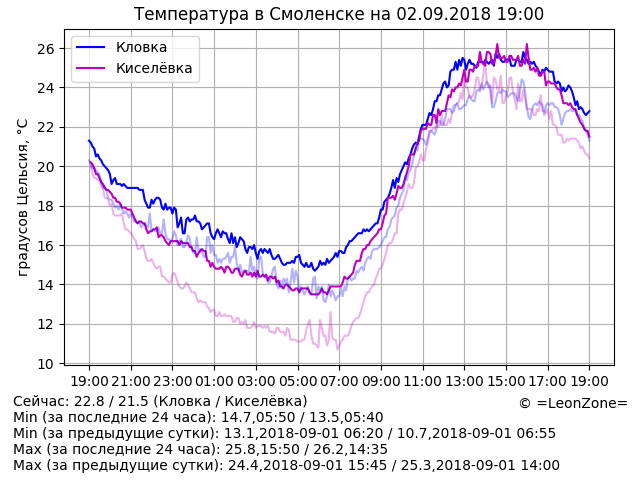 Температура в Смоленске на 02.09.2018 19:00
Кловка
Киселёвка
градусов Цельсия, °C
26
24
22
20
18
16
14
12
10
19:00 21:00 23:00 01:00 03:00 05:00 07:00 09:00 11:00 13:00 15:00 17:00 19:00
Сейчас: 22.8 / 21.5 (Кловка / Киселёвка)
© =LeonZone=
Min (за последние 24 часа): 14.7,05:50 / 13.5,05:40
Min (за предыдущие сутки): 13.1,2018-09-01 06:20 / 10.7,2018-09-01 06:55
Max (за последние 24 часа): 25.8,15:50 / 26.2,14:35
Max (за предыдущие сутки): 24.4,2018-09-01 15:45 / 25.3,2018-09-01 14:00